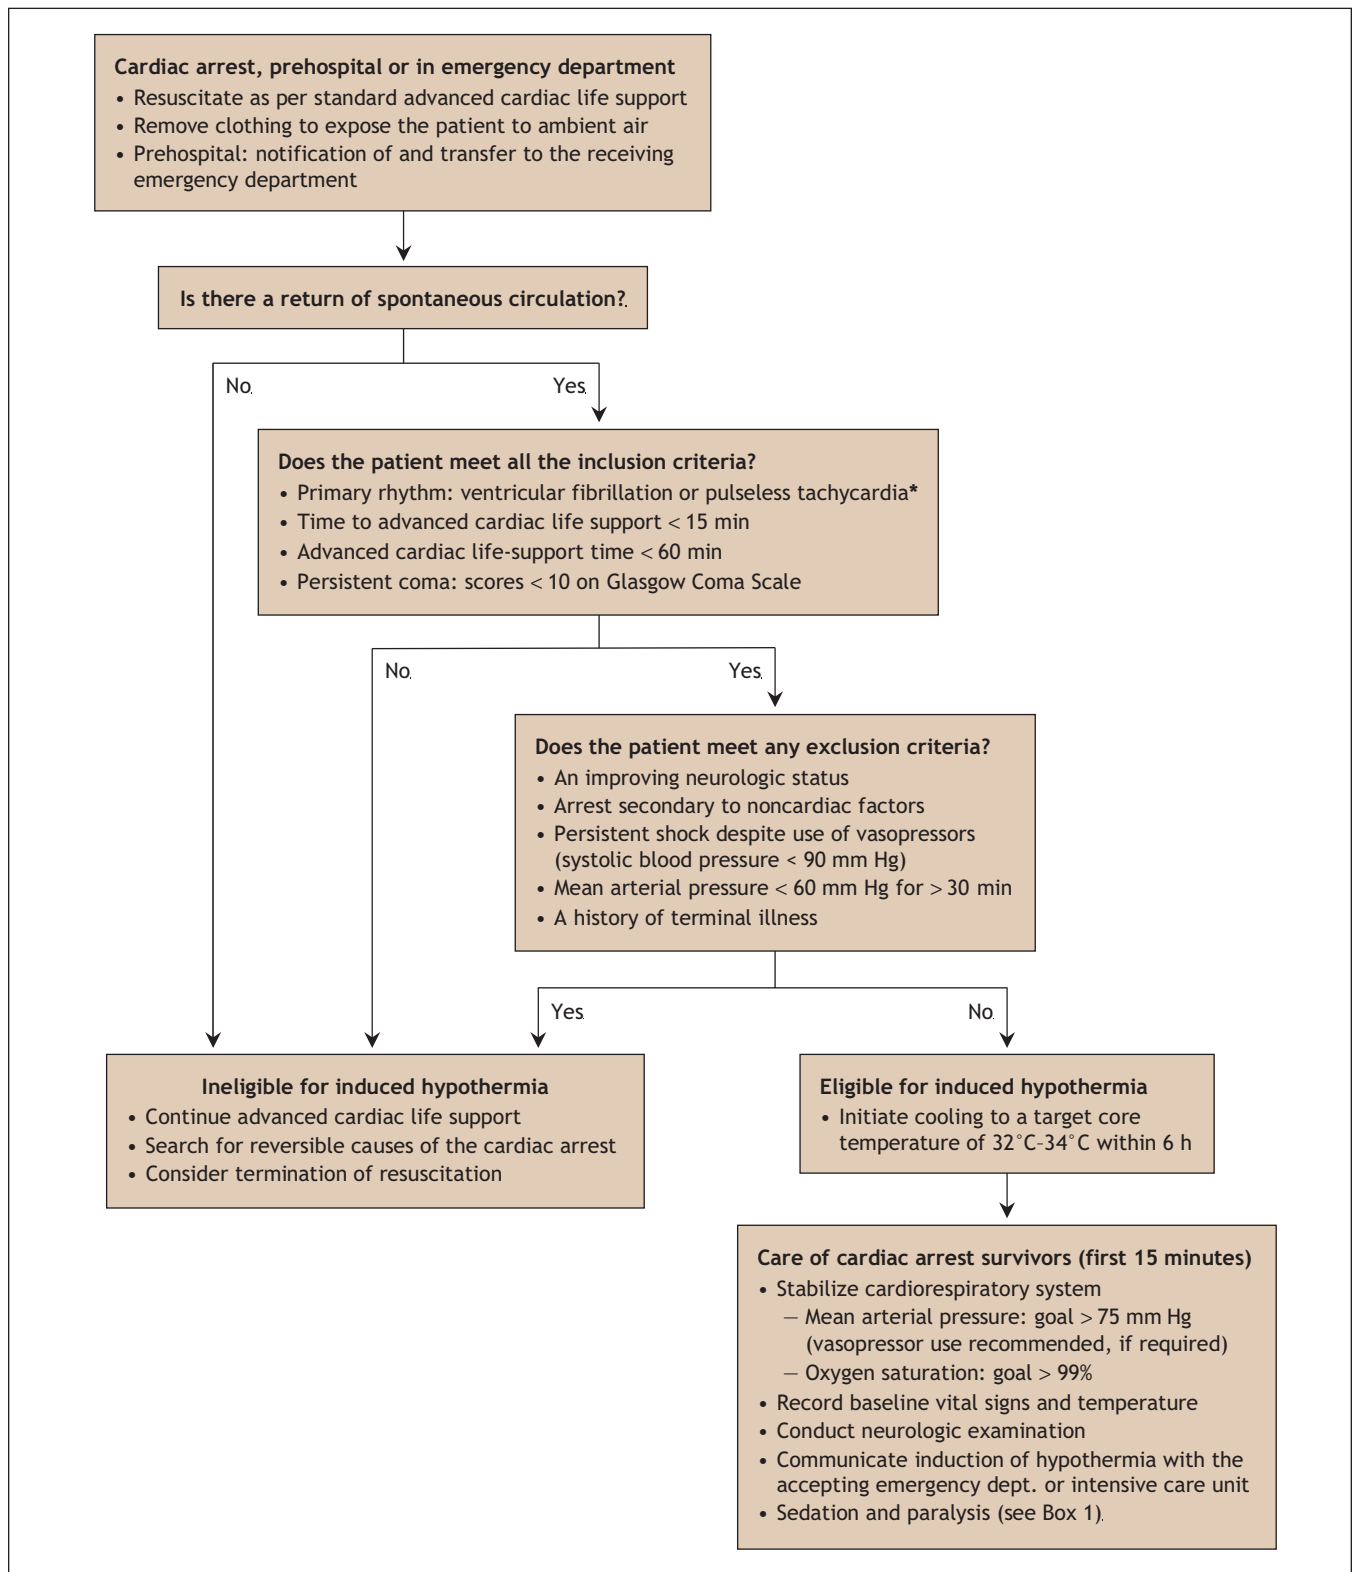 Cardiac arrest, prehospital or in emergency department
• Resuscitate as per standard advanced cardiac life support
• Remove clothing to expose the patient to ambient air
• Prehospital: notification of and transfer to the receiving
emergency department
Is there a return of spontaneous circulation?
No
Yes
Does the patient meet all the inclusion criteria?
• Primary rhythm: ventricular fibrillation or pulseless tachycardia*
• Time to advanced cardiac life support < 15 min
• Advanced cardiac life-support time < 60 min
• Persistent coma: scores < 10 on Glasgow Coma Scale
No
Yes
Does the patient meet any exclusion criteria?
• An improving neurologic status
• Arrest secondary to noncardiac factors
• Persistent shock despite use of vasopressors
(systolic blood pressure < 90 mm Hg)
• Mean arterial pressure < 60 mm Hg for > 30 min
• A history of terminal illness
Yes
No
Ineligible for induced hypothermia
• Continue advanced cardiac life support
• Search for reversible causes of the cardiac arrest
• Consider termination of resuscitation
Eligible for induced hypothermia
• Initiate cooling to a target core
temperature of 32°C–34°C within 6 h
Care of cardiac arrest survivors (first 15 minutes)
• Stabilize cardiorespiratory system
— Mean arterial pressure: goal > 75 mm Hg
(vasopressor use recommended, if required)
— Oxygen saturation: goal > 99%
• Record baseline vital signs and temperature
• Conduct neurologic examination
• Communicate induction of hypothermia with the
accepting emergency dept. or intensive care unit
• Sedation and paralysis (see Box 1)